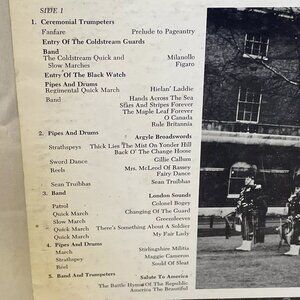 SIDE 1
1. Ceremonial Trumpeters
Fanfare Prelude to Pageantry
Entry Of The Coldstream Guards
Band
The Coldstream Quick and Milanollo
Slow Marches Figaro
Entry Of The Black Watch
Pipes And Drums
Regimental Quick March Hielan' Laddie
Band Hands Across The Sea
Stars and Stripes Forever
The Maple Leaf Forever
O Canada
Rule Britannia
2. Pipes And Drums Argyle Broadswords
Strathspeys Thick Lies The Mist On Yonder Hill
Back O' The Change House
Sword Dance Gillie Callum
Reels Mrs. McLeod Of Rassey
Fairy Dance
Sean Truibhas Sean Truibhas
3. Band London Sounds
Patrol Colonel Bogey
Quick March Changing Of The Guard
Slow March Greensleeves
Quick March There's Something About A Soldier
Quick March My Fair Lady
4. Pipes And Drums
March Stirlingshire Militia
Strathspey Maggie Cameron
Reel Sound Of Sleat
5. Band And Trumpeters Salute To America
The Battle Hymn Of The Republic
America The Beautiful